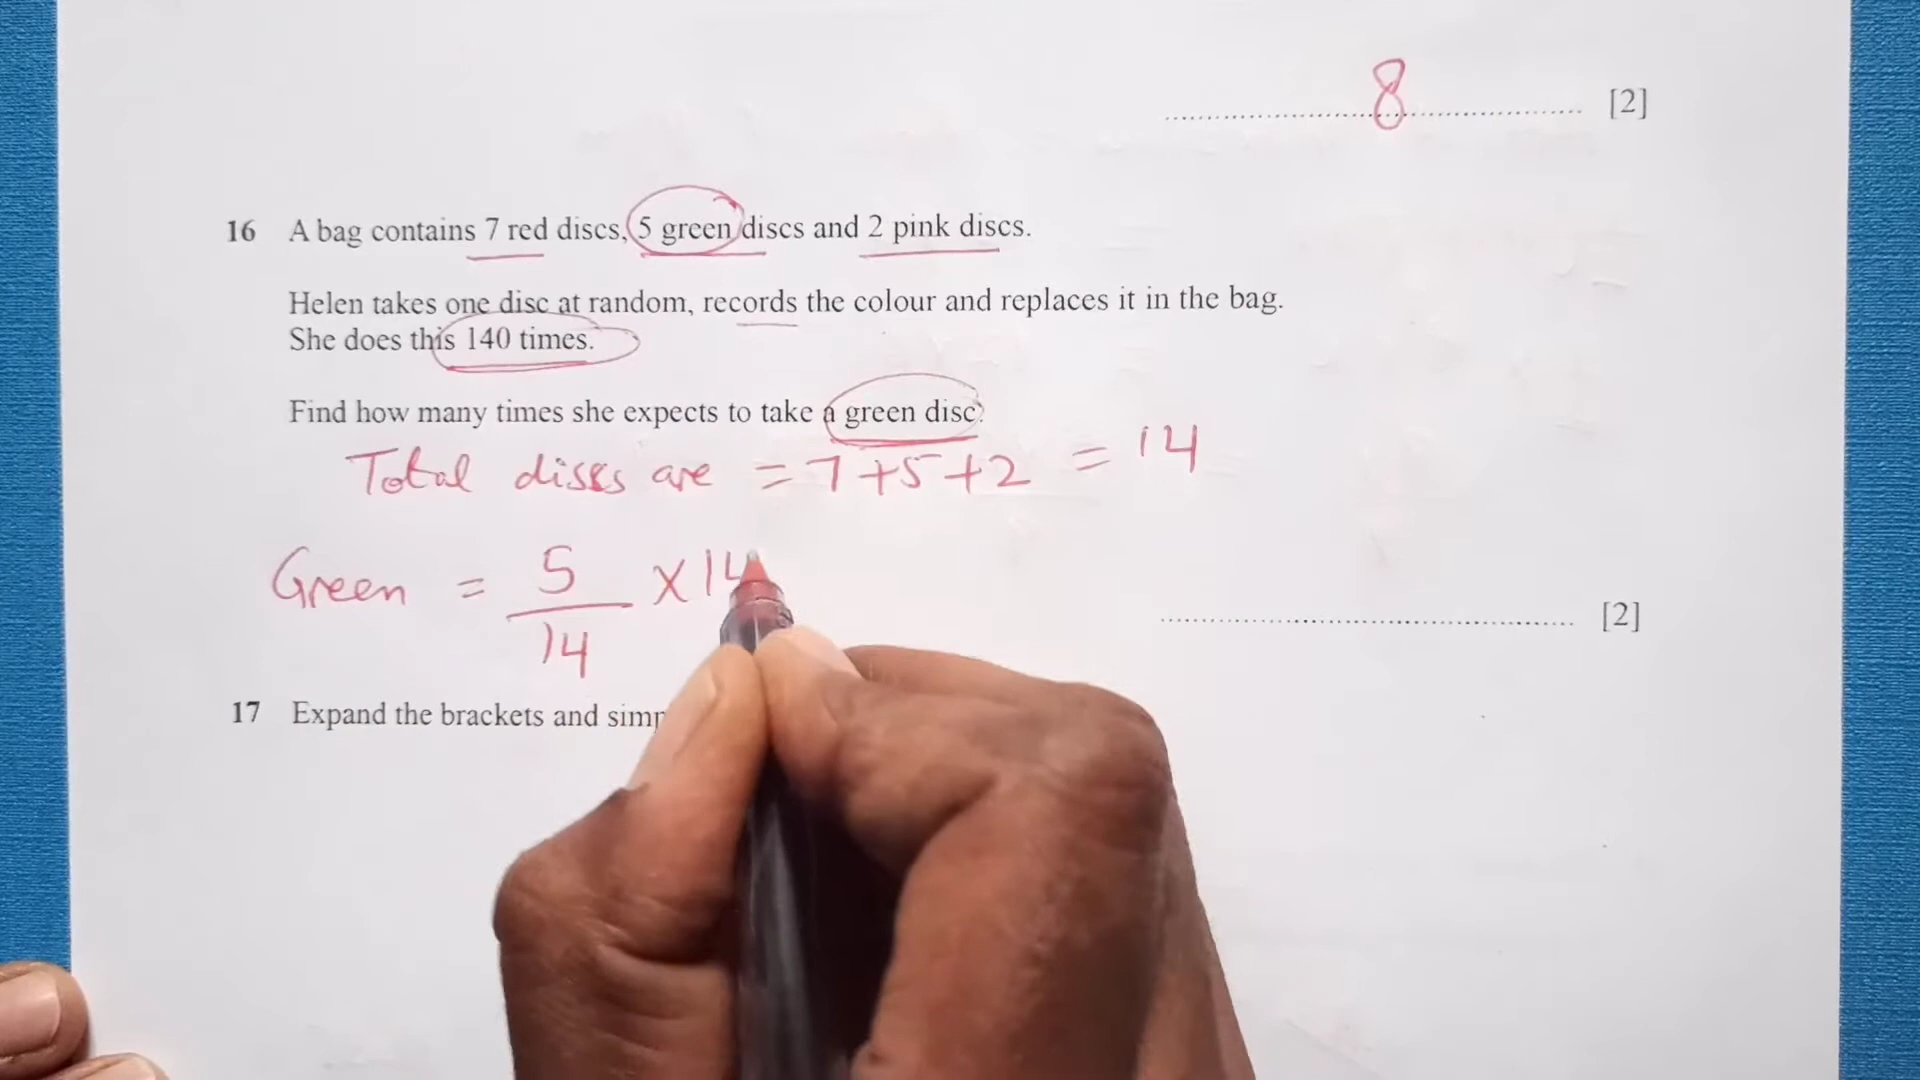 8 [2]
16 A bag contains 7 red discs, 5 green discs and 2 pink discs.
Helen takes one disc at random, records the colour and replaces it in the bag.
She does this 140 times.
Find how many times she expects to take a green disc.
Total discs are = 7+5+2 = 14
Green = 5/14 × 14
[2]
17 Expand the brackets and